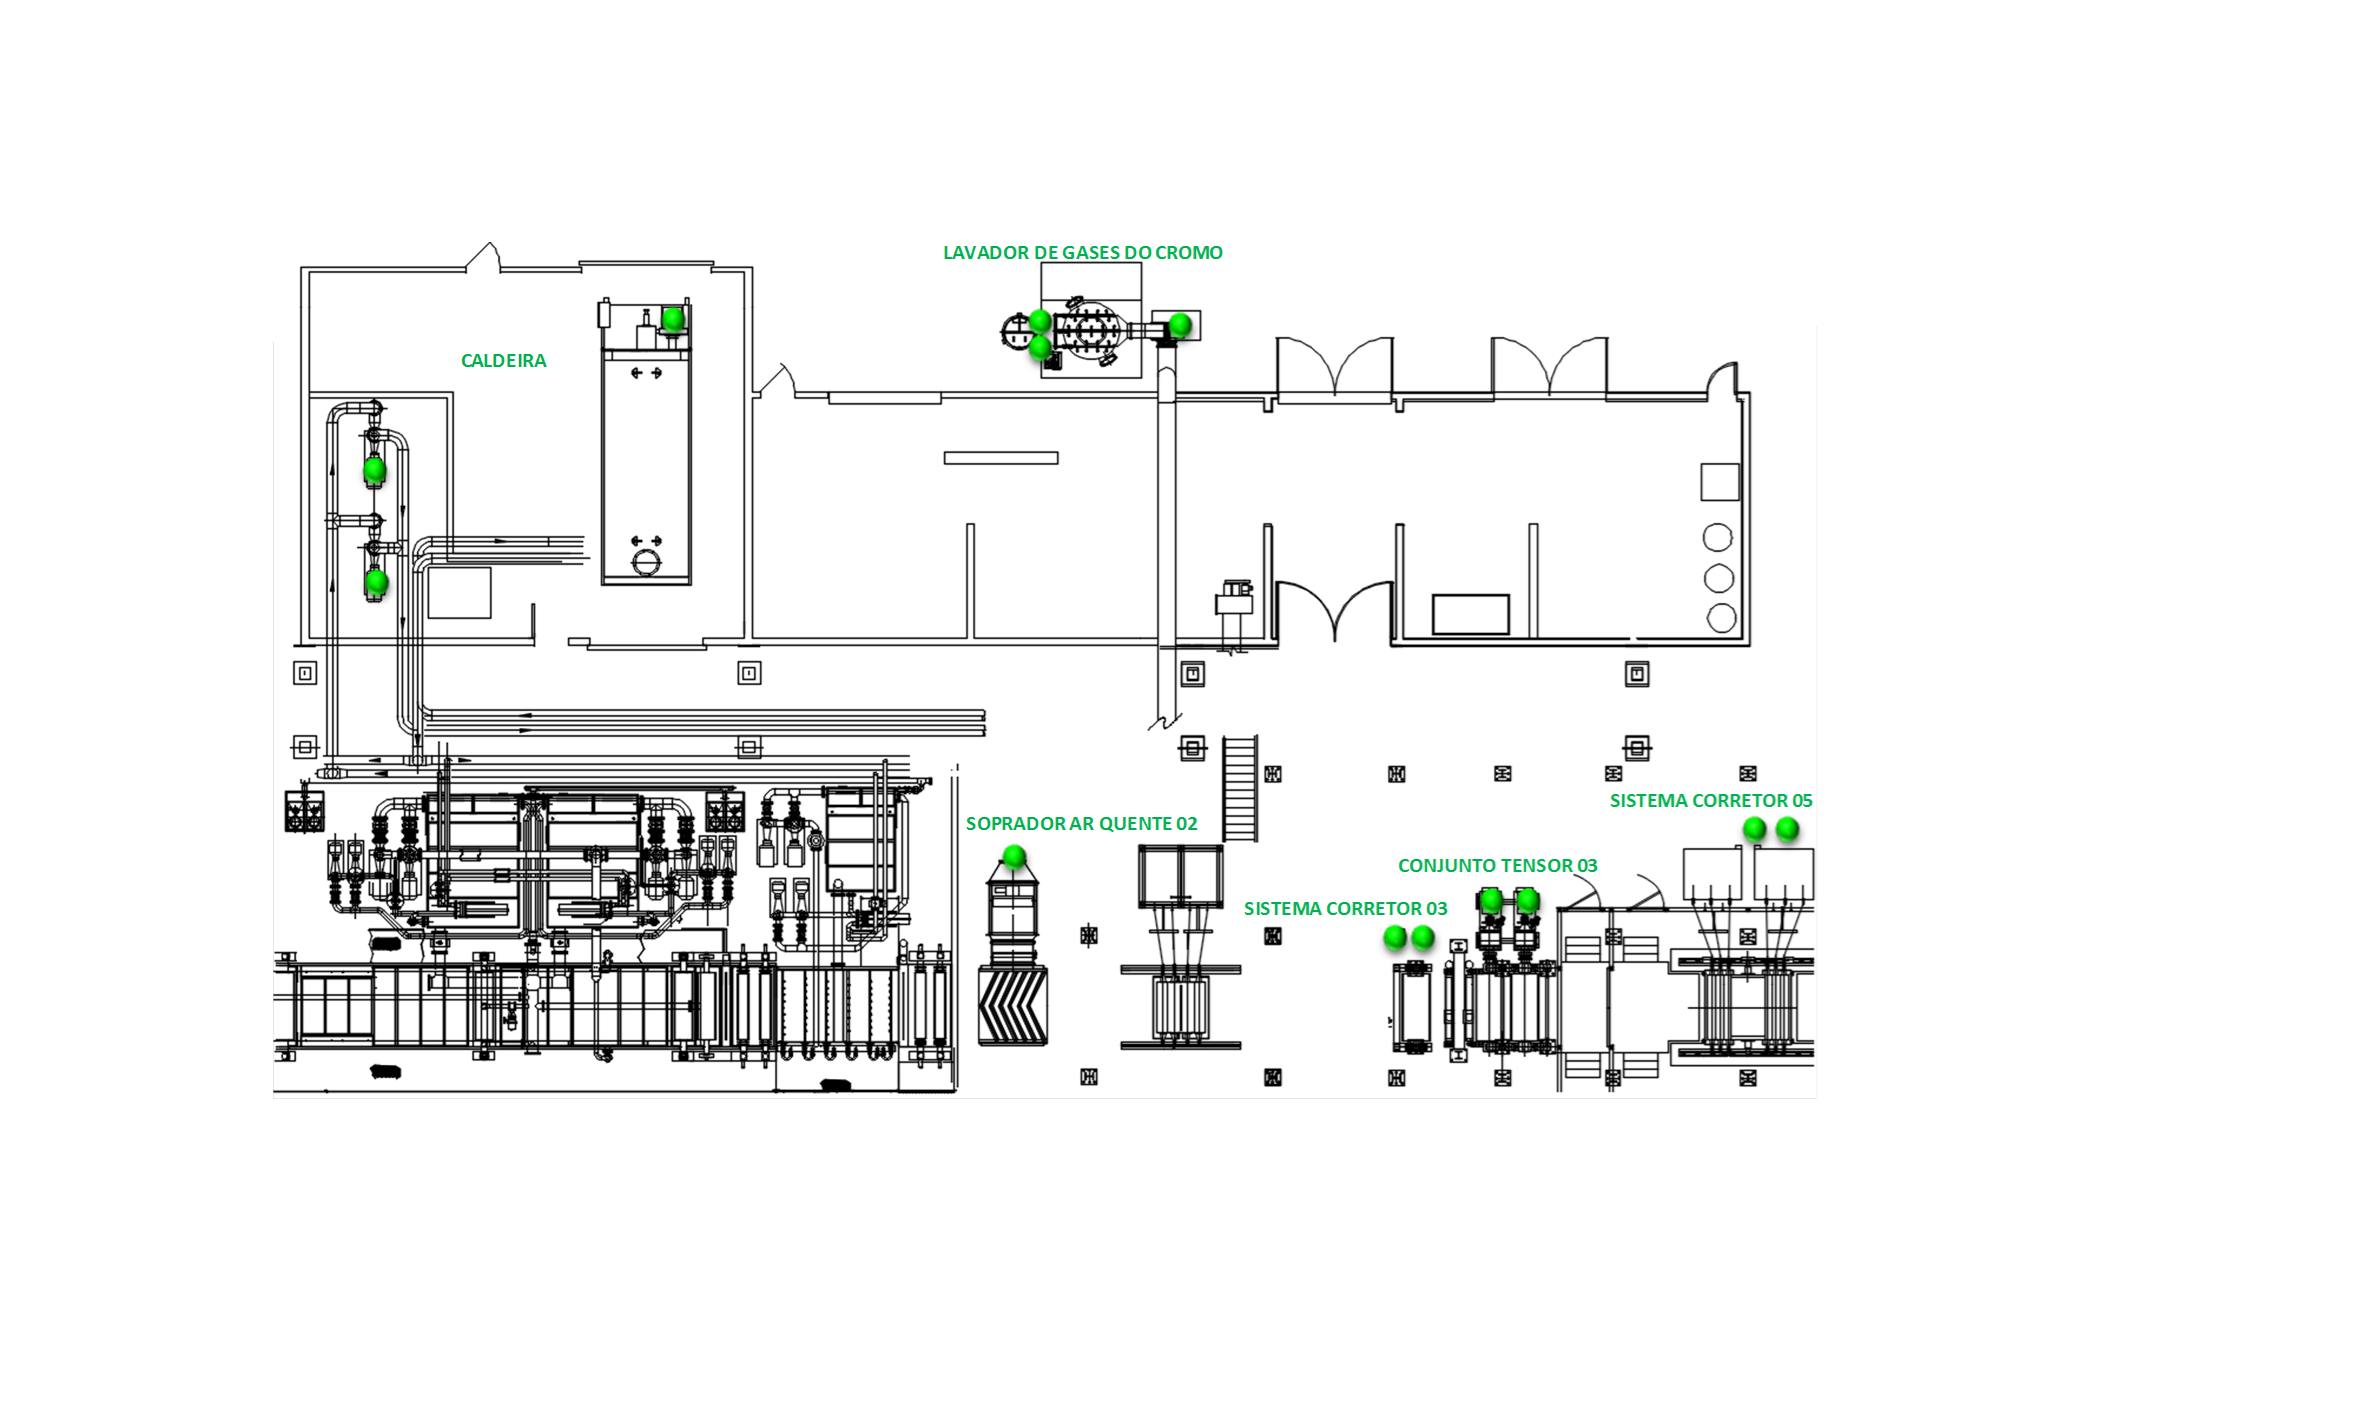 LAVADOR DE GASES DO CROMO
CALDEIRA
SISTEMA CORRETOR 05
SOPRADOR AR QUENTE 02
CONJUNTO TENSOR 03
SISTEMA CORRETOR 03